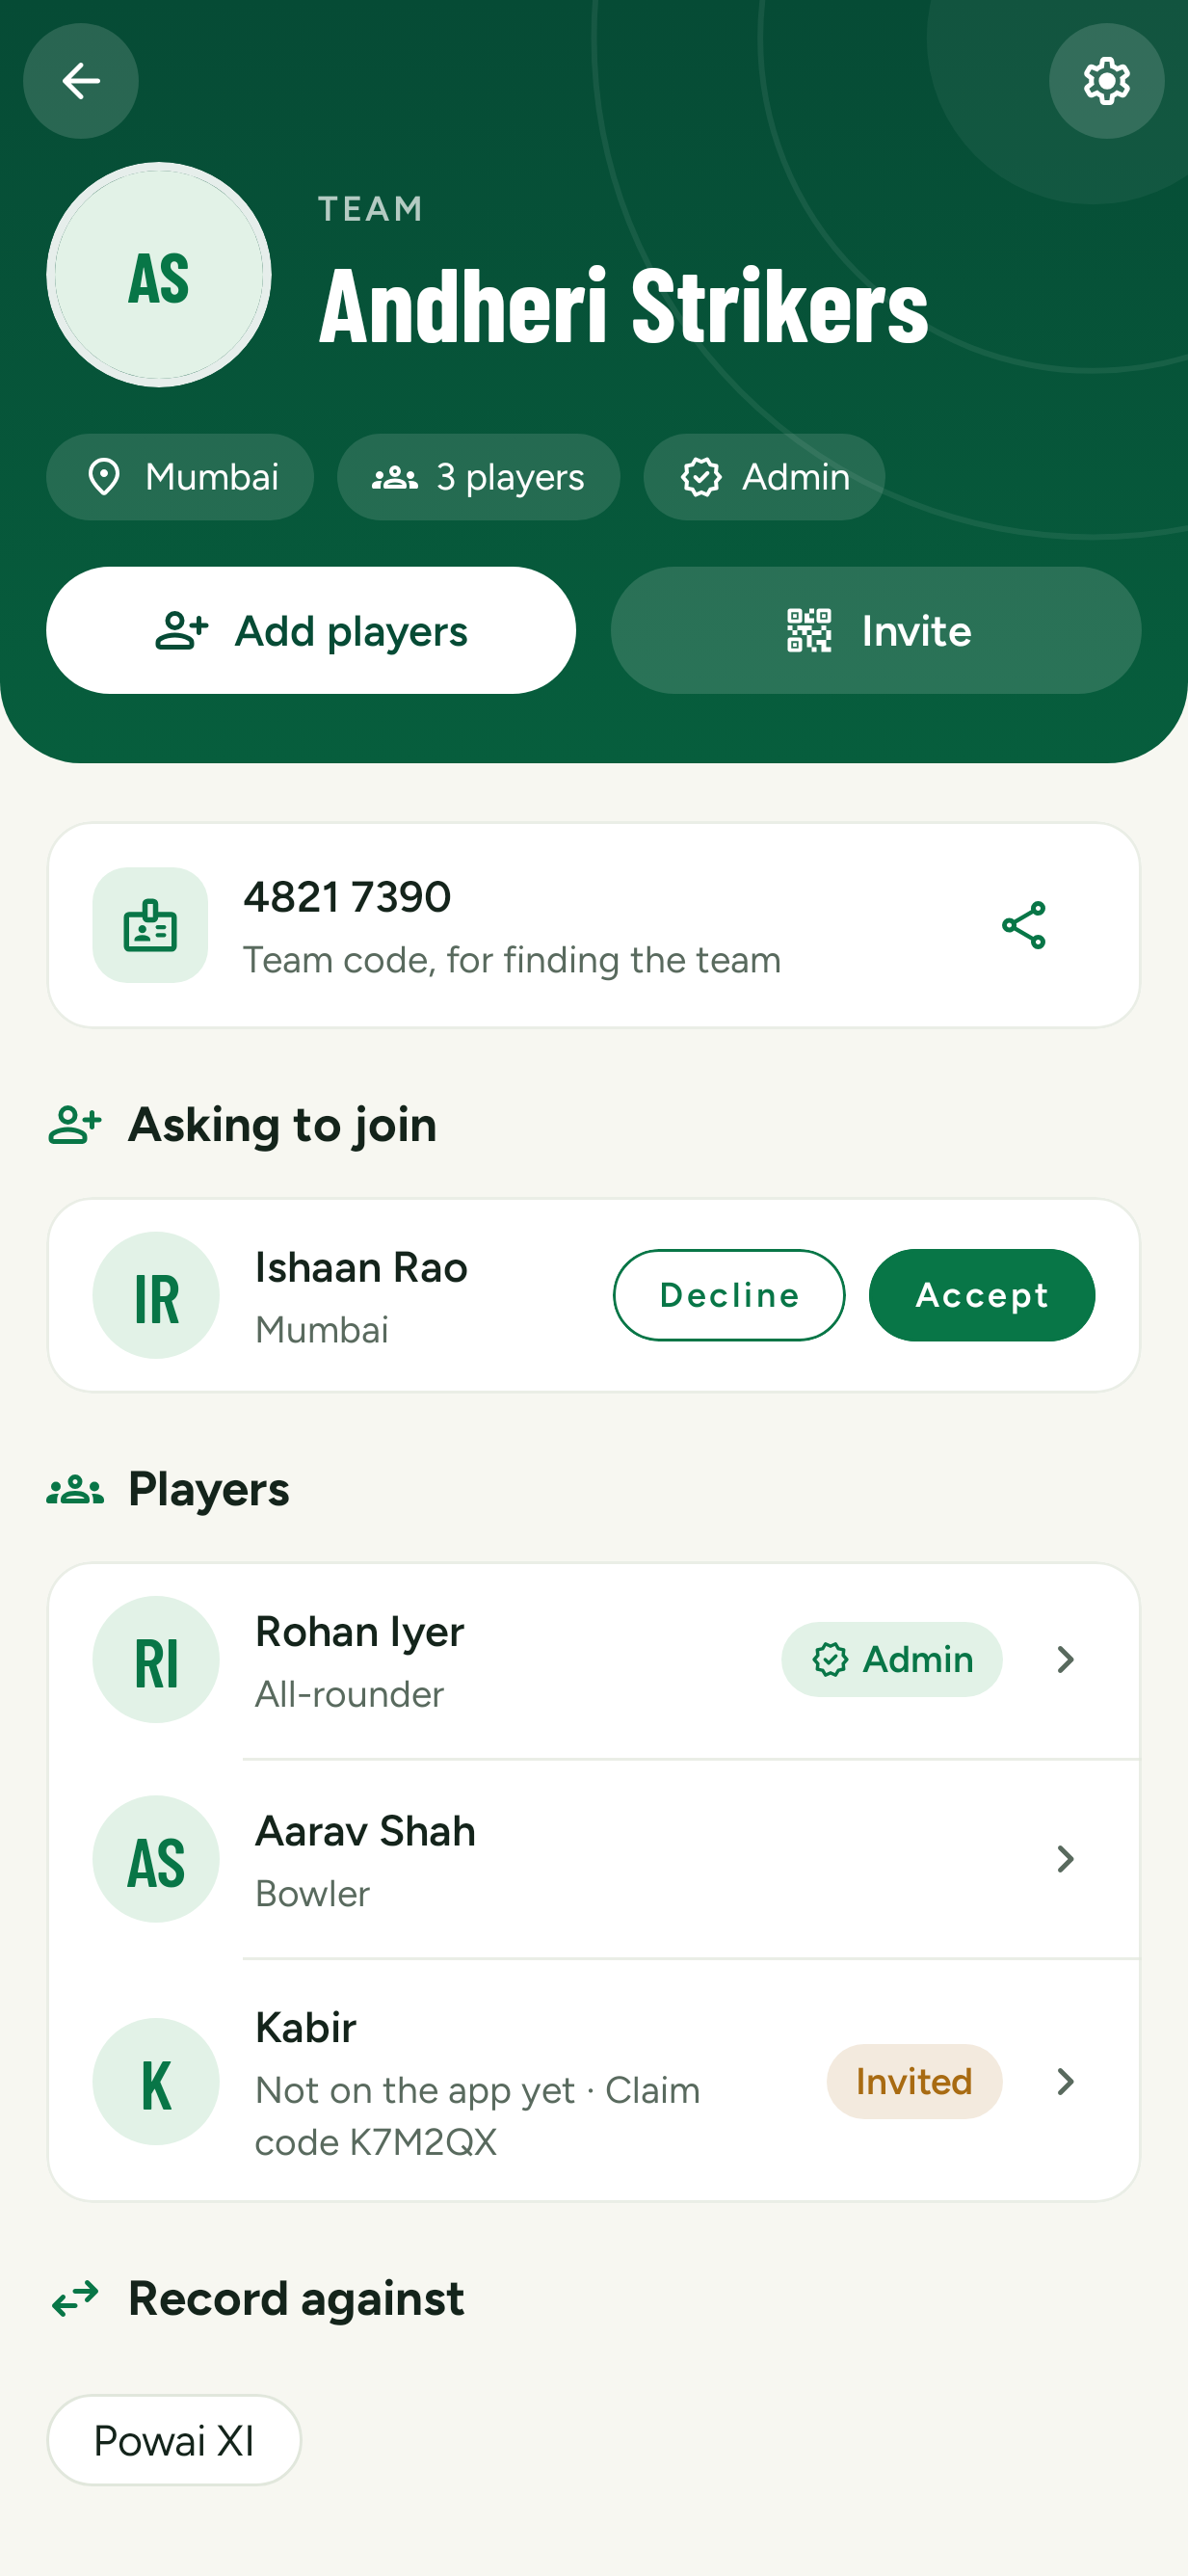 AS
TEAM
Andheri Strikers
Mumbai
3 players
Admin
Add players
Invite
4821 7390
Team code, for finding the team
Asking to join
IR
Ishaan Rao
Mumbai
Decline
Accept
Players
RI
Rohan Iyer
All-rounder
Admin
AS
Aarav Shah
Bowler
K
Kabir
Not on the app yet · Claim
code K7M2QX
Invited
Record against
Powai XI